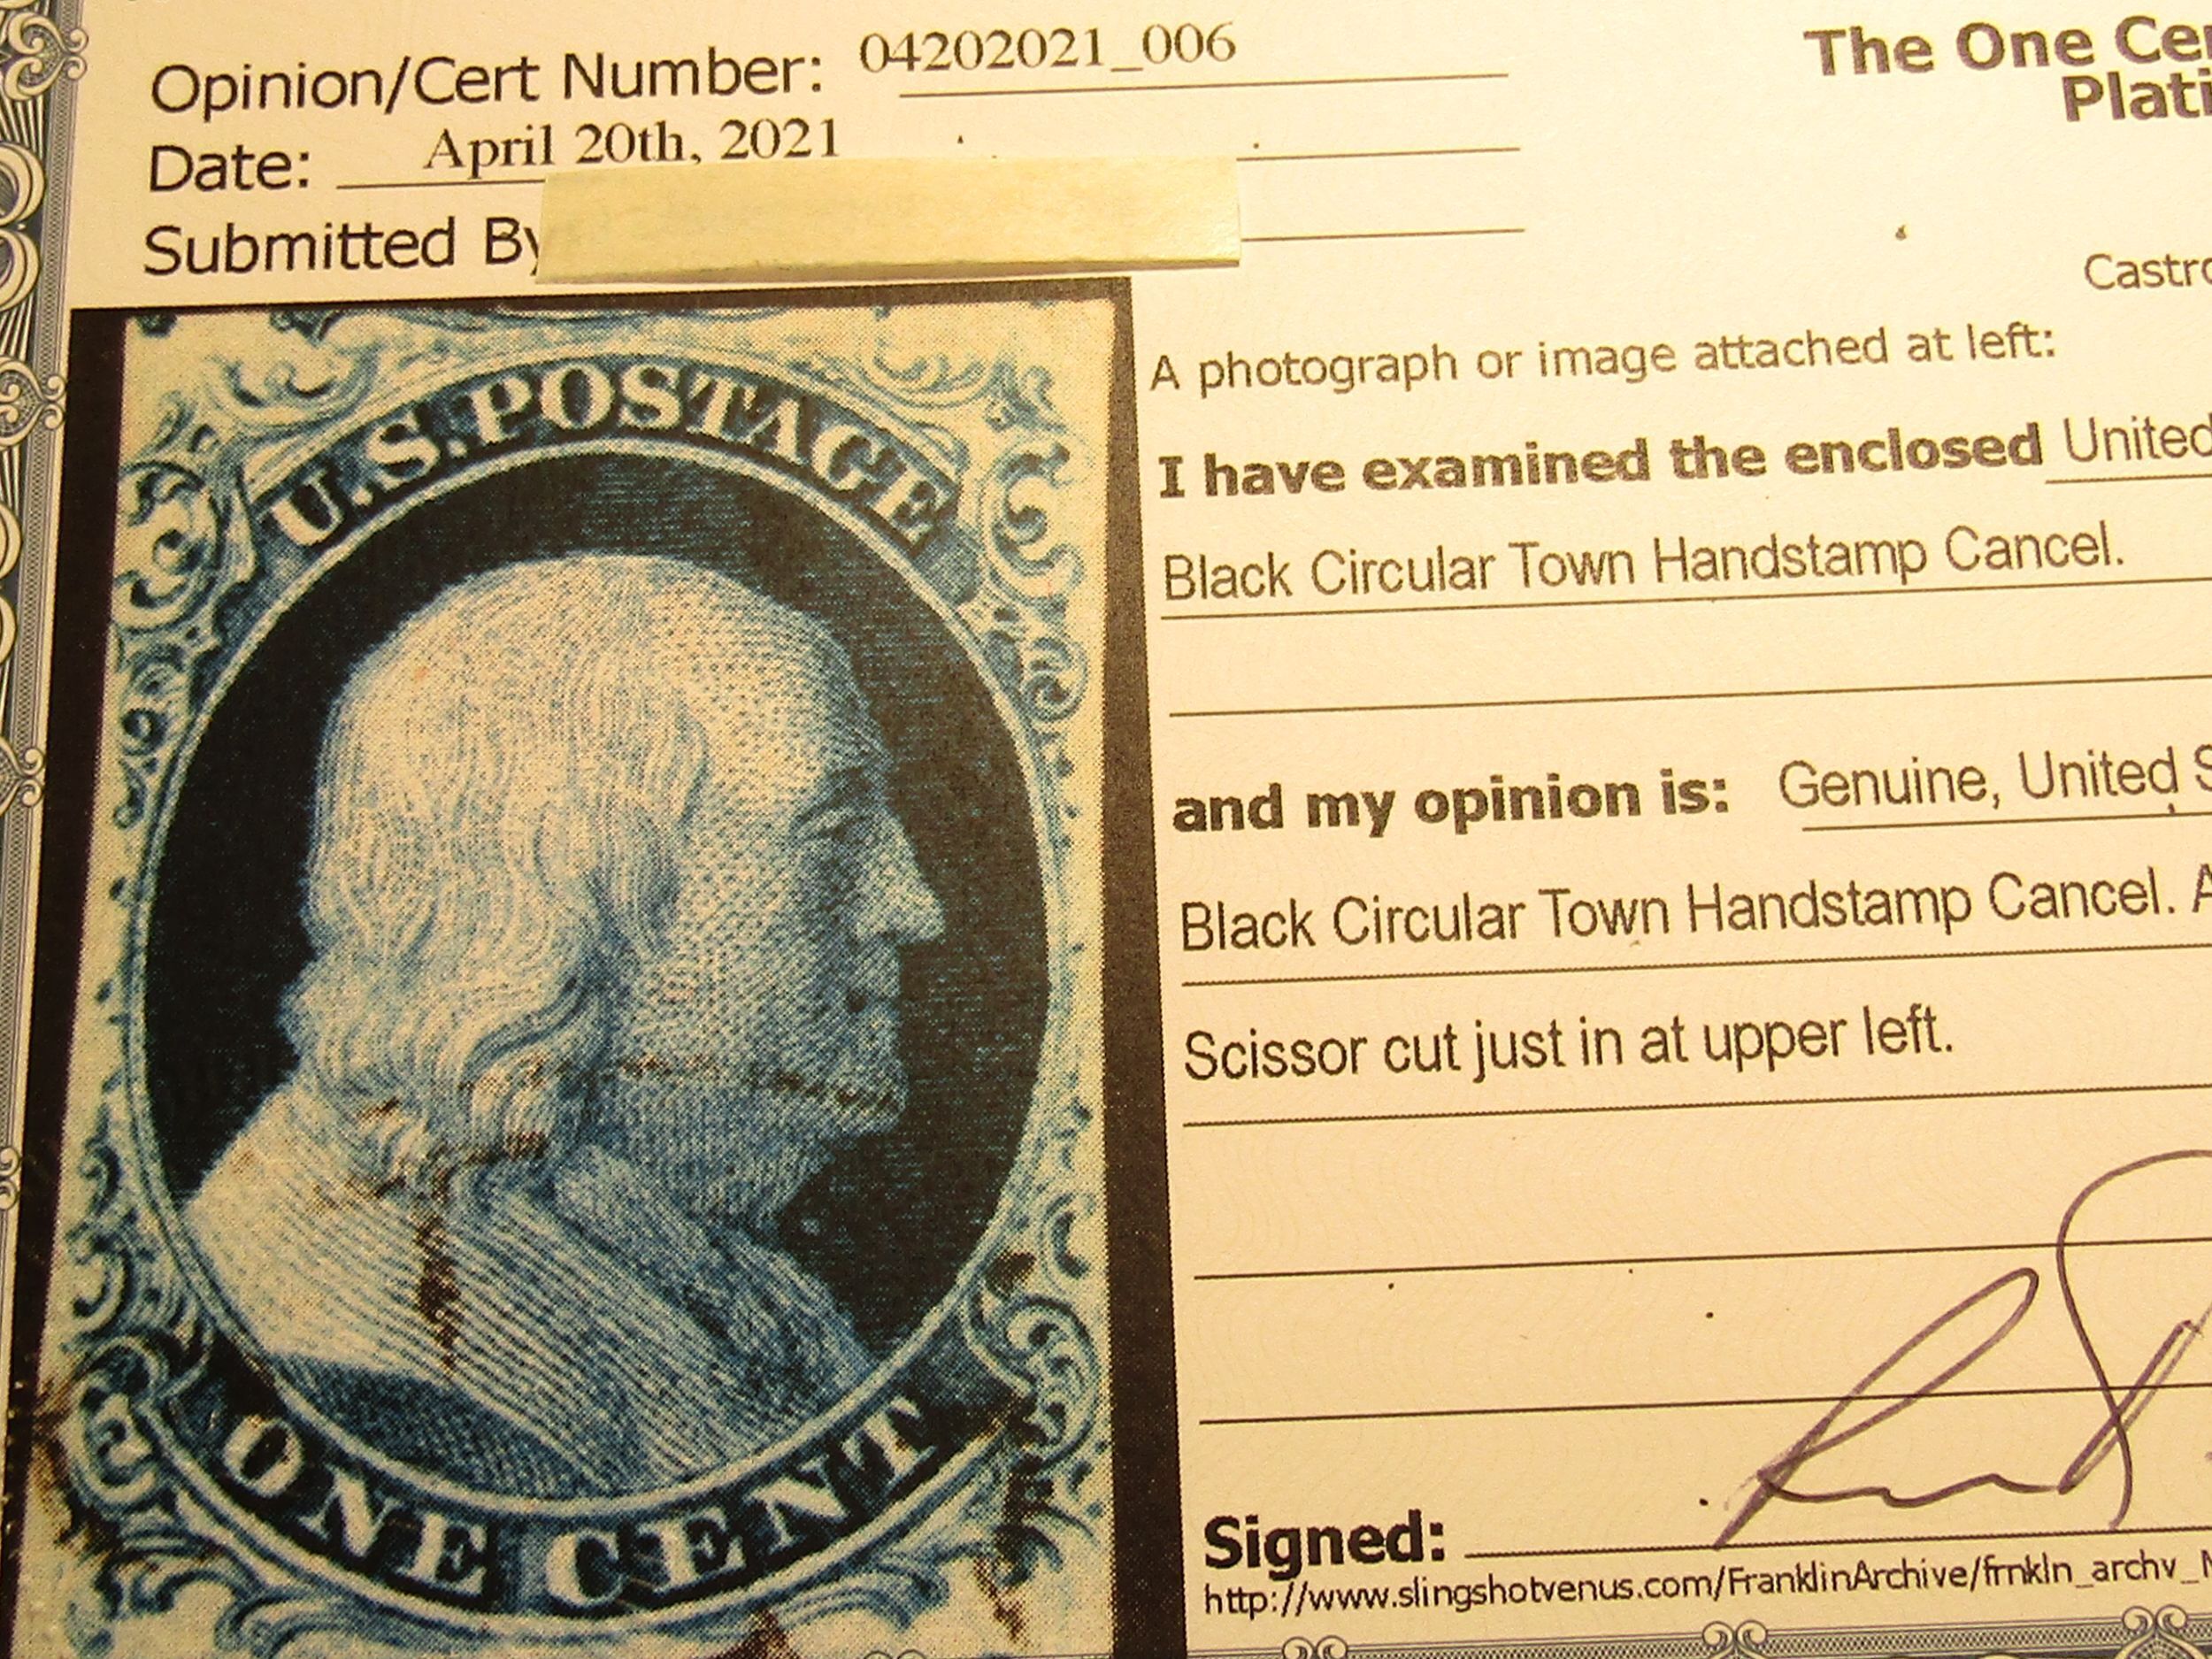 Opinion/Cert Number: 04202021_006
Date: April 20th, 2021
Submitted By
The One Cer
Plati
Castro
U.S. POSTAGE
ONE CENT
A photograph or image attached at left:
I have examined the enclosed United
Black Circular Town Handstamp Cancel.
and my opinion is: Genuine, United S
Black Circular Town Handstamp Cancel. A
Scissor cut just in at upper left.
Signed:
http://www.slingshotvenus.com/FranklinArchive/frnkln_archv_